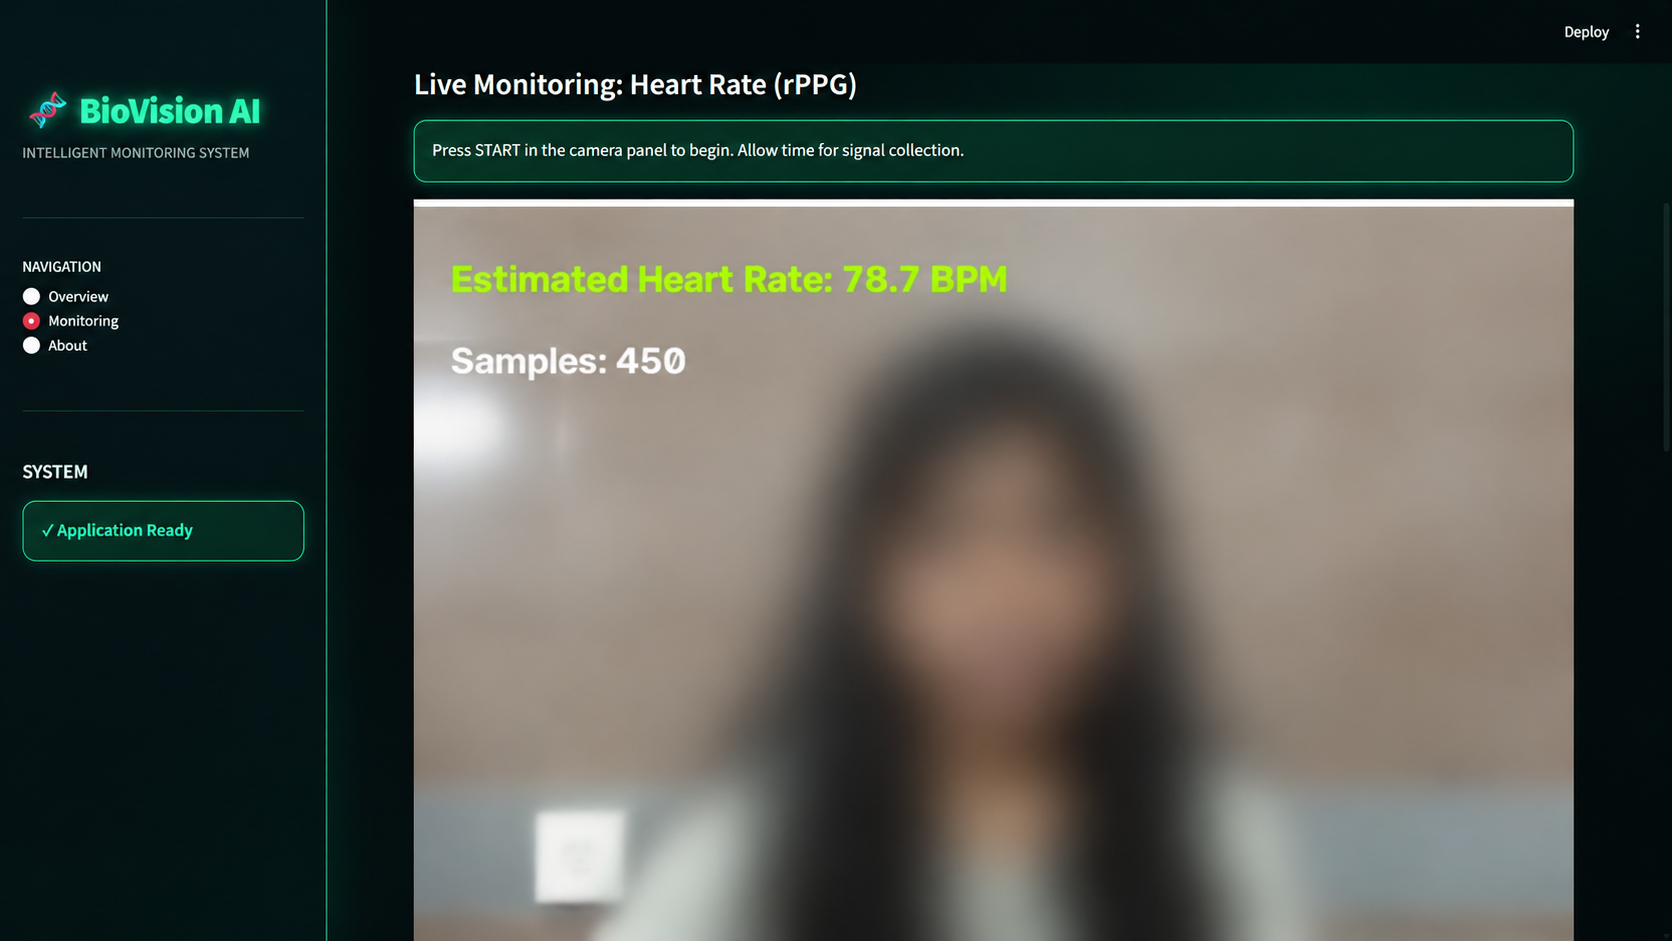 BioVision AI
INTELLIGENT MONITORING SYSTEM
NAVIGATION
Overview
Monitoring
About
SYSTEM
✓ Application Ready
Deploy
Live Monitoring: Heart Rate (rPPG)
Press START in the camera panel to begin. Allow time for signal collection.
Estimated Heart Rate: 78.7 BPM
Samples: 450